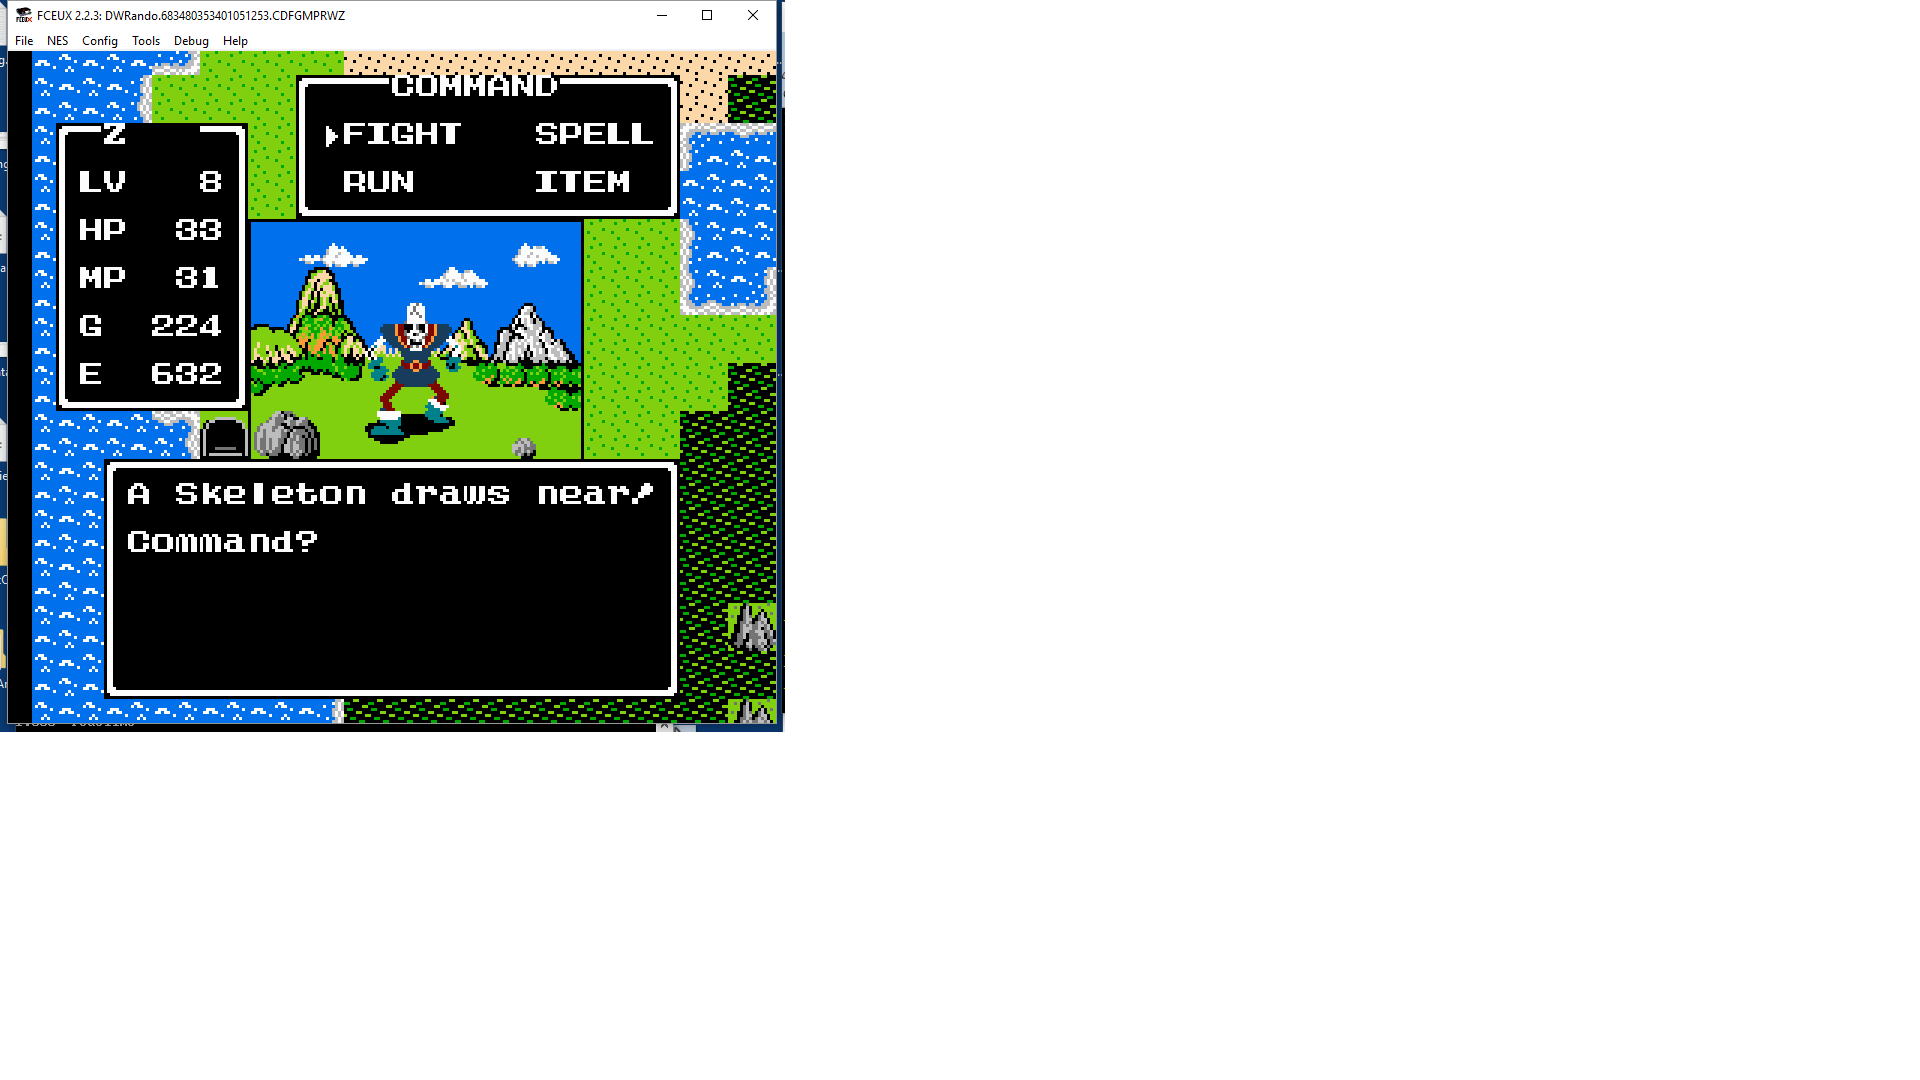 FCEUX 2.2.3: DWRando.683480353401051253.CDFGMPRWZ
File NES Config Tools Debug Help
COMMAND
FIGHT SPELL
RUN ITEM
Z
LV 8
HP 33
MP 31
G 224
E 632
A Skeleton draws near!
Command?